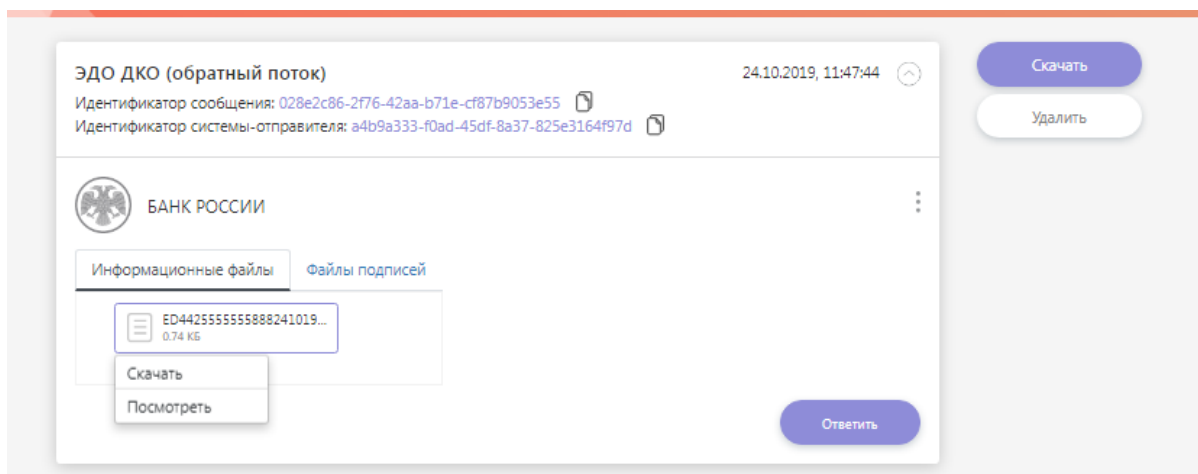 ЭДО ДКО (обратный поток)
24.10.2019, 11:47:44
Скачать
Идентификатор сообщения: 028e2c86-2f76-42aa-b71e-cf87b9053e55
Идентификатор системы-отправителя: a4b9a333-f0ad-45df-8a37-825e3164f97d
Удалить
БАНК РОССИИ
Информационные файлы
Файлы подписей
ED4425555555888241019...
0.74 КБ
Скачать
Посмотреть
Ответить